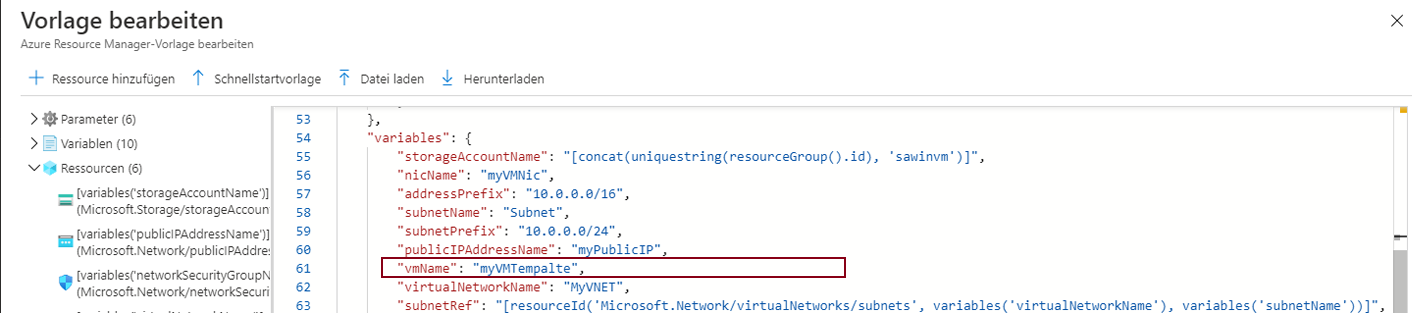 Vorlage bearbeiten
Azure Resource Manager-Vorlage bearbeiten
Ressource hinzufügen Schnellstartvorlage Datei laden Herunterladen
Parameter (6)
Variablen (10)
Ressourcen (6)
[variables('storageAccountName')]
(Microsoft.Storage/storageAccou
[variables('publicIPAddressName')]
(Microsoft.Network/publicIPAddre
[variables('networkSecurityGroupN
(Microsoft.Network/networkSecuri
53 },
54 "variables": {
55 "storageAccountName": "[concat(uniquestring(resourceGroup().id), 'sawinvm')]",
56 "nicName": "myVMNic",
57 "addressPrefix": "10.0.0.0/16",
58 "subnetName": "Subnet",
59 "subnetPrefix": "10.0.0.0/24",
60 "publicIPAddressName": "myPublicIP",
61 "vmName": "myVMTempalte",
62 "virtualNetworkName": "MyVNET",
63 "subnetRef": "[resourceId('Microsoft.Network/virtualNetworks/subnets', variables('virtualNetworkName'), variables('subnetName'))]",